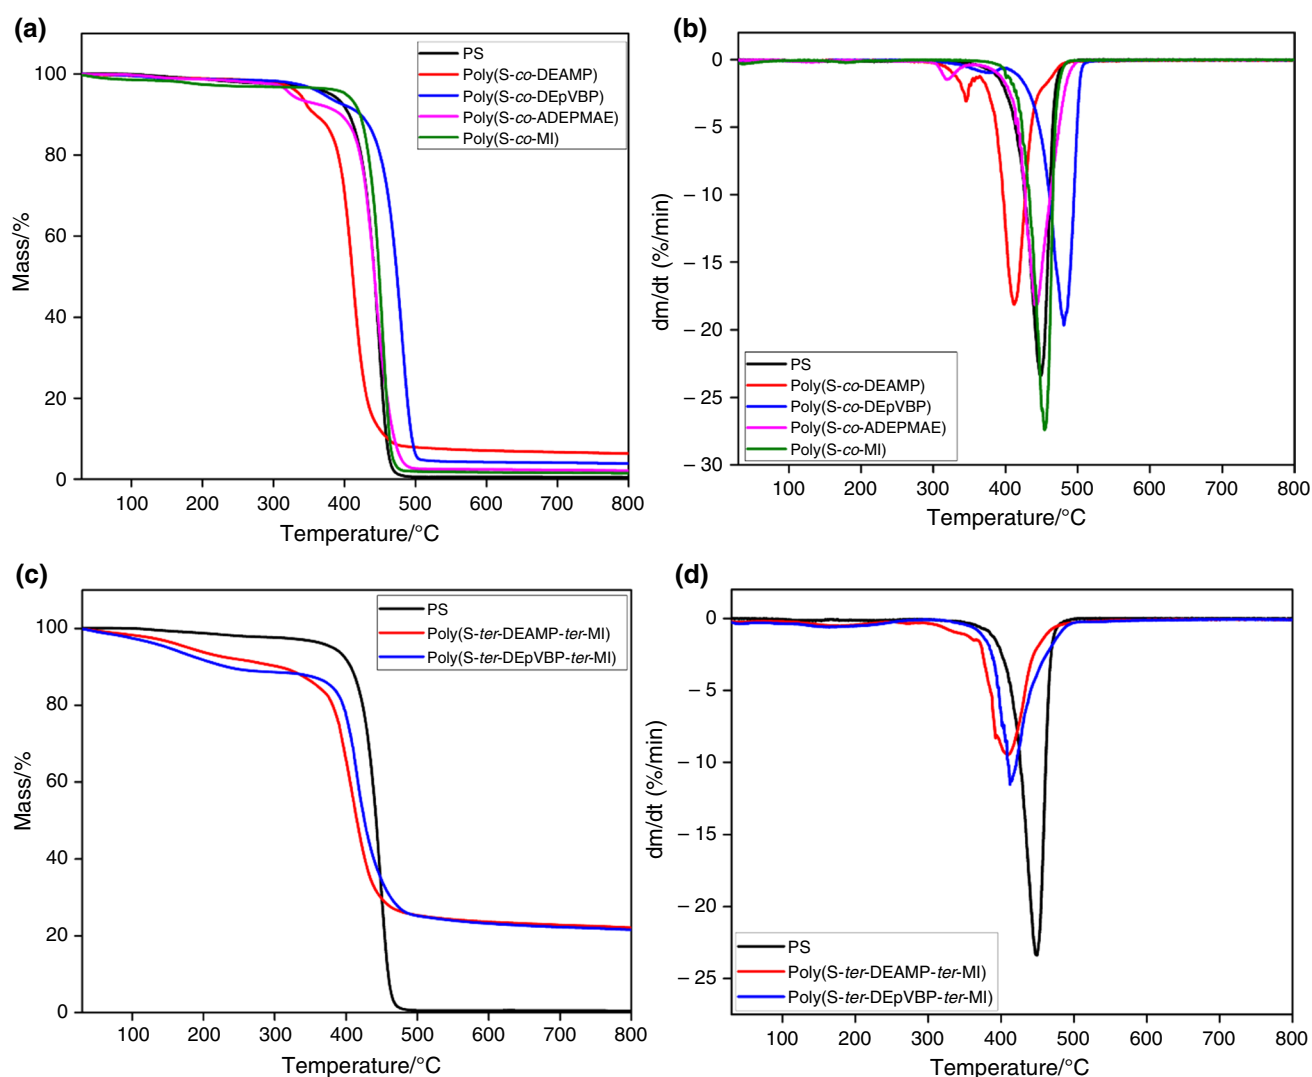 (a)
PS
Poly(S-co-DEAMP)
Poly(S-co-DEpVBP)
Poly(S-co-ADEPMAE)
Poly(S-co-MI)
100
80
60
40
20
0
Mass/%
100 200 300 400 500 600 700 800
Temperature/°C
(b)
0
– 5
– 10
– 15
– 20
– 25
– 30
dm/dt (%/min)
PS
Poly(S-co-DEAMP)
Poly(S-co-DEpVBP)
Poly(S-co-ADEPMAE)
Poly(S-co-MI)
100 200 300 400 500 600 700 800
Temperature/°C
(c)
PS
Poly(S-ter-DEAMP-ter-MI)
Poly(S-ter-DEpVBP-ter-MI)
100
80
60
40
20
0
Mass/%
100 200 300 400 500 600 700 800
Temperature/°C
(d)
0
– 5
– 10
– 15
– 20
– 25
dm/dt (%/min)
PS
Poly(S-ter-DEAMP-ter-MI)
Poly(S-ter-DEpVBP-ter-MI)
100 200 300 400 500 600 700 800
Temperature/°C